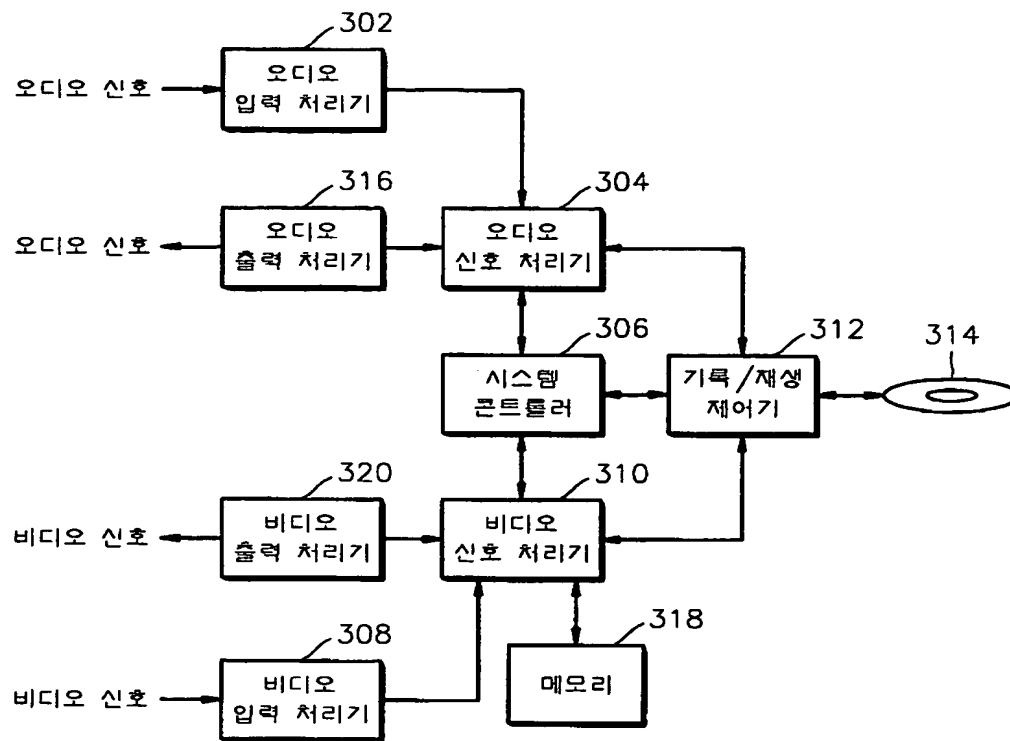 302
오디오 신호
오디오
입력 처리기
316
304
오디오 신호
오디오
출력 처리기
오디오
신호 처리기
306
312
314
시스템
콘트롤러
기록/재생
제어기
320
310
비디오 신호
비디오
출력 처리기
비디오
신호 처리기
308
318
비디오 신호
비디오
입력 처리기
메모리